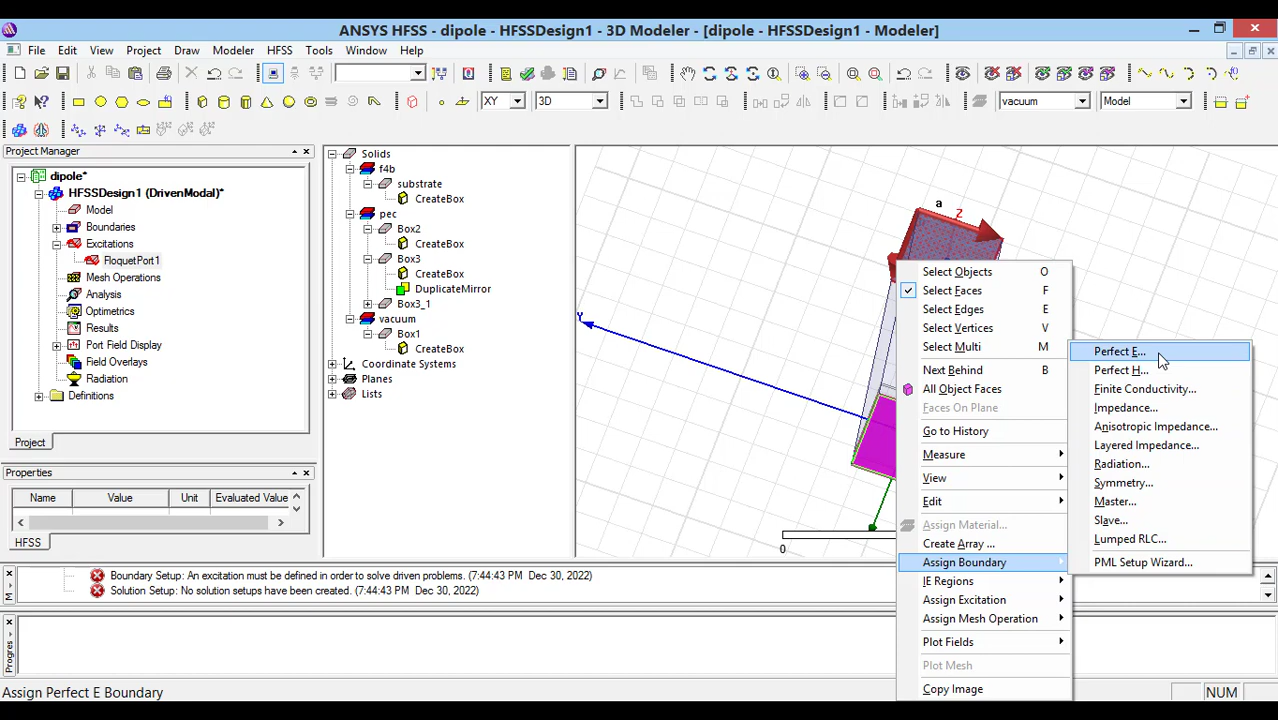 ANSYS HFSS - dipole - HFSSDesign1 - 3D Modeler - [dipole - HFSSDesign1 - Modeler]
File Edit View Project Draw Modeler HFSS Tools Window Help
XY 3D vacuum Model
Project Manager
dipole*
HFSSDesign1 (DrivenModal)*
Model
Boundaries
Excitations
FloquetPort1
Mesh Operations
Analysis
Optimetrics
Results
Port Field Display
Field Overlays
Radiation
Definitions
Project
Properties
Name Value Unit Evaluated Value
HFSS
Solids
f4b
substrate
CreateBox
pec
Box2
CreateBox
Box3
CreateBox
DuplicateMirror
Box3_1
vacuum
Box1
CreateBox
Coordinate Systems
Planes
Lists
a
Z
Y
0
Select Objects O
Select Faces F
Select Edges E
Select Vertices V
Select Multi M
Next Behind B
All Object Faces
Faces On Plane
Go to History
Measure
View
Edit
Assign Material...
Create Array ...
Assign Boundary
IE Regions
Assign Excitation
Assign Mesh Operation
Plot Fields
Plot Mesh
Copy Image
Perfect E...
Perfect H...
Finite Conductivity...
Impedance...
Anisotropic Impedance...
Layered Impedance...
Radiation...
Symmetry...
Master...
Slave...
Lumped RLC...
PML Setup Wizard...
Boundary Setup: An excitation must be defined in order to solve driven problems. (7:44:43 PM Dec 30, 2022)
Solution Setup: No solution setups have been created. (7:44:43 PM Dec 30, 2022)
M
Progres
Assign Perfect E Boundary
NUM